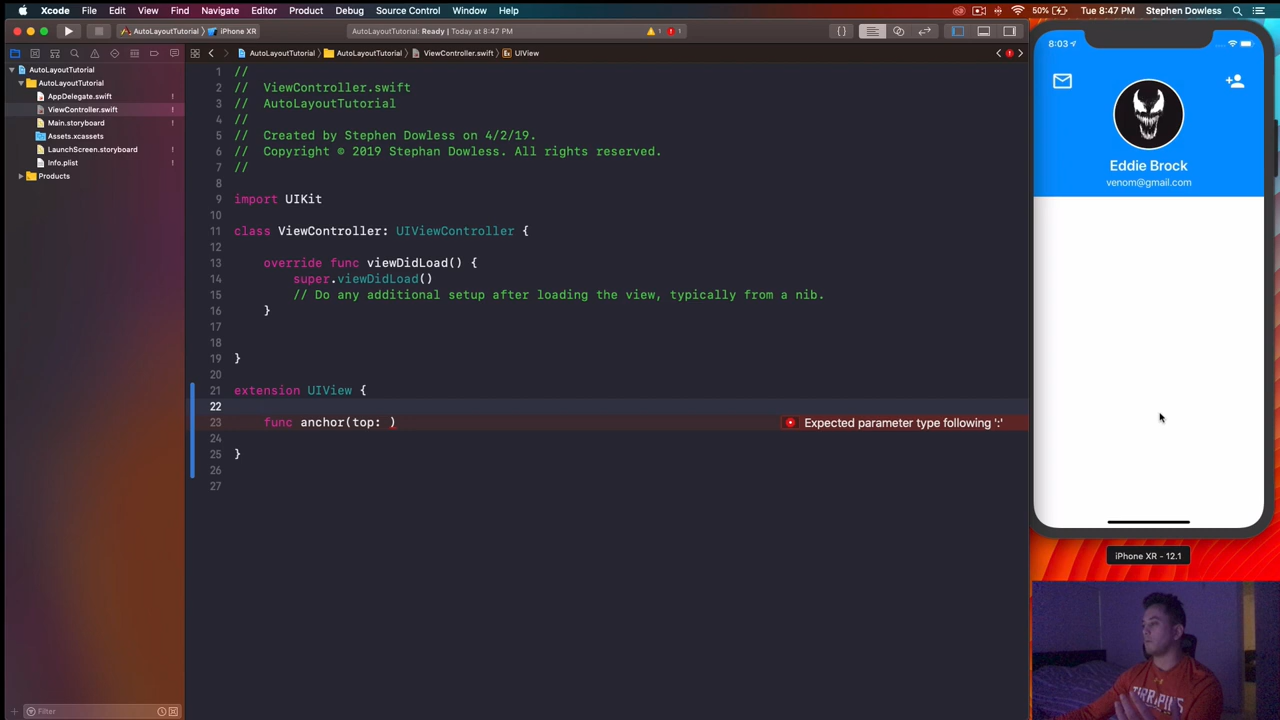 Xcode File Edit View Find Navigate Editor Product Debug Source Control Window Help 50% Tue 8:47 PM Stephen Dowless
AutoLayoutTutorial iPhone XR AutoLayoutTutorial: Ready | Today at 8:47 PM 1 1
AutoLayoutTutorial AutoLayoutTutorial ViewController.swift Ex UIView
AutoLayoutTutorial
AutoLayoutTutorial
AppDelegate.swift !
ViewController.swift !
Main.storyboard !
Assets.xcassets
LaunchScreen.storyboard !
Info.plist !
Products
Filter
1 //
2 // ViewController.swift
3 // AutoLayoutTutorial
4 //
5 // Created by Stephen Dowless on 4/2/19.
6 // Copyright © 2019 Stephan Dowless. All rights reserved.
7 //
8
9 import UIKit
10
11 class ViewController: UIViewController {
12
13 override func viewDidLoad() {
14 super.viewDidLoad()
15 // Do any additional setup after loading the view, typically from a nib.
16 }
17
18
19 }
20
21 extension UIView {
22
23 func anchor(top: ) Expected parameter type following ':'
24
25 }
26
27
8:03
Eddie Brock
venom@gmail.com
iPhone XR - 12.1
TERRAPINS